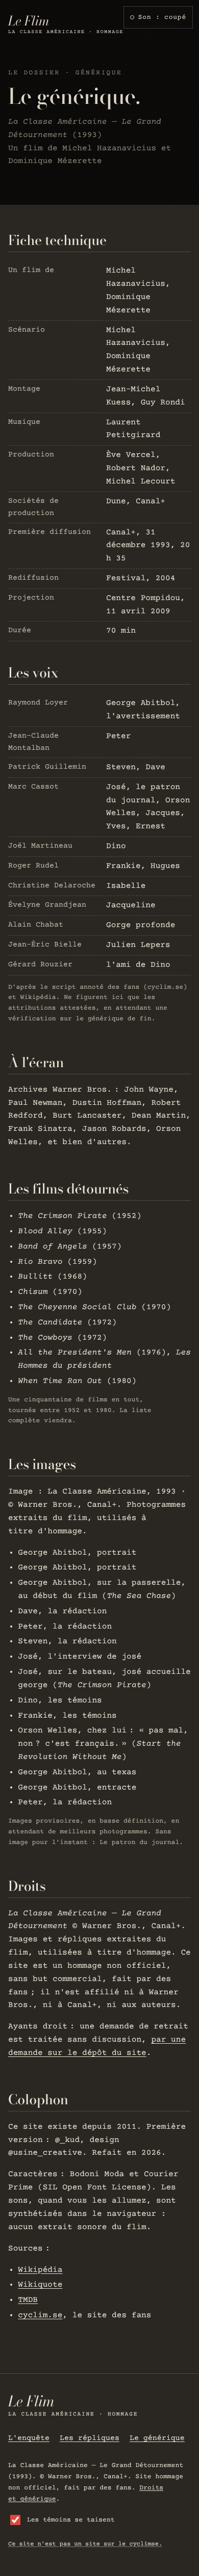 Le Flim
LA CLASSE AMÉRICAINE · HOMMAGE
Son : coupé
LE DOSSIER · GÉNÉRIQUE
Le générique.
La Classe Américaine — Le Grand
Détournement (1993)
Un film de Michel Hazanavicius et
Dominique Mézerette
Fiche technique
Un flim de
Michel
Hazanavicius,
Dominique
Mézerette
Scénario
Michel
Hazanavicius,
Dominique
Mézerette
Montage
Jean-Michel
Kuess, Guy Rondi
Musique
Laurent
Petitgirard
Production
Ève Vercel,
Robert Nador,
Michel Lecourt
Sociétés de
production
Dune, Canal+
Première diffusion
Canal+, 31
décembre 1993, 20
h 35
Rediffusion
Festival, 2004
Projection
Centre Pompidou,
11 avril 2009
Durée
70 min
Les voix
Raymond Loyer
George Abitbol,
l'avertissement
Jean-Claude
Montalban
Peter
Patrick Guillemin
Steven, Dave
Marc Cassot
José, le patron
du journal, Orson
Welles, Jacques,
Yves, Ernest
Joël Martineau
Dino
Roger Rudel
Frankie, Hugues
Christine Delaroche
Isabelle
Évelyne Grandjean
Jacqueline
Alain Chabat
Gorge profonde
Jean-Éric Bielle
Julien Lepers
Gérard Rouzier
l'ami de Dino
D'après le script annoté des fans (cyclim.se)
et Wikipédia. Ne figurent ici que les
attributions attestées, en attendant une
vérification sur le générique de fin.
À l'écran
Archives Warner Bros. : John Wayne,
Paul Newman, Dustin Hoffman, Robert
Redford, Burt Lancaster, Dean Martin,
Frank Sinatra, Jason Robards, Orson
Welles, et bien d'autres.
Les films détournés
• The Crimson Pirate (1952)
• Blood Alley (1955)
• Band of Angels (1957)
• Rio Bravo (1959)
• Bullitt (1968)
• Chisum (1970)
• The Cheyenne Social Club (1970)
• The Candidate (1972)
• The Cowboys (1972)
• All the President's Men (1976), Les
Hommes du président
• When Time Ran Out (1980)
Une cinquantaine de films en tout,
tournés entre 1952 et 1980. La liste
complète viendra.
Les images
Image : La Classe Américaine, 1993 ·
© Warner Bros., Canal+. Photogrammes
extraits du flim, utilisés à
titre d'hommage.
• George Abitbol, portrait
• George Abitbol, portrait
• George Abitbol, sur la passerelle,
au début du flim (The Sea Chase)
• Dave, la rédaction
• Peter, la rédaction
• Steven, la rédaction
• José, l'interview de josé
• José, sur le bateau, josé accueille
george (The Crimson Pirate)
• Dino, les témoins
• Frankie, les témoins
• Orson Welles, chez lui : « pas mal,
non ? c'est français. » (Start the
Revolution Without Me)
• George Abitbol, au texas
• George Abitbol, entracte
• Peter, la rédaction
Images provisoires, en basse définition, en
attendant de meilleurs photogrammes. Sans
image pour l'instant : Le patron du journal.
Droits
La Classe Américaine — Le Grand
Détournement © Warner Bros., Canal+.
Images et répliques extraites du
flim, utilisées à titre d'hommage. Ce
site est un hommage non officiel,
sans but commercial, fait par des
fans ; il n'est affilié ni à Warner
Bros., ni à Canal+, ni aux auteurs.
Ayants droit : une demande de retrait
est traitée sans discussion, par une
demande sur le dépôt du site.
Colophon
Ce site existe depuis 2011. Première
version : @_kud, design
@usine_creative. Refait en 2026.
Caractères : Bodoni Moda et Courier
Prime (SIL Open Font License). Les
sons, quand vous les allumez, sont
synthétisés dans le navigateur :
aucun extrait sonore du flim.
Sources :
• Wikipédia
• Wikiquote
• TMDB
• cyclim.se, le site des fans
Le Flim
LA CLASSE AMÉRICAINE · HOMMAGE
L'enquête Les répliques Le générique
La Classe Américaine — Le Grand Détournement
(1993). © Warner Bros., Canal+. Site hommage
non officiel, fait par des fans. Droits
et générique.
Les témoins se taisent
Ce site n'est pas un site sur le cyclimse.